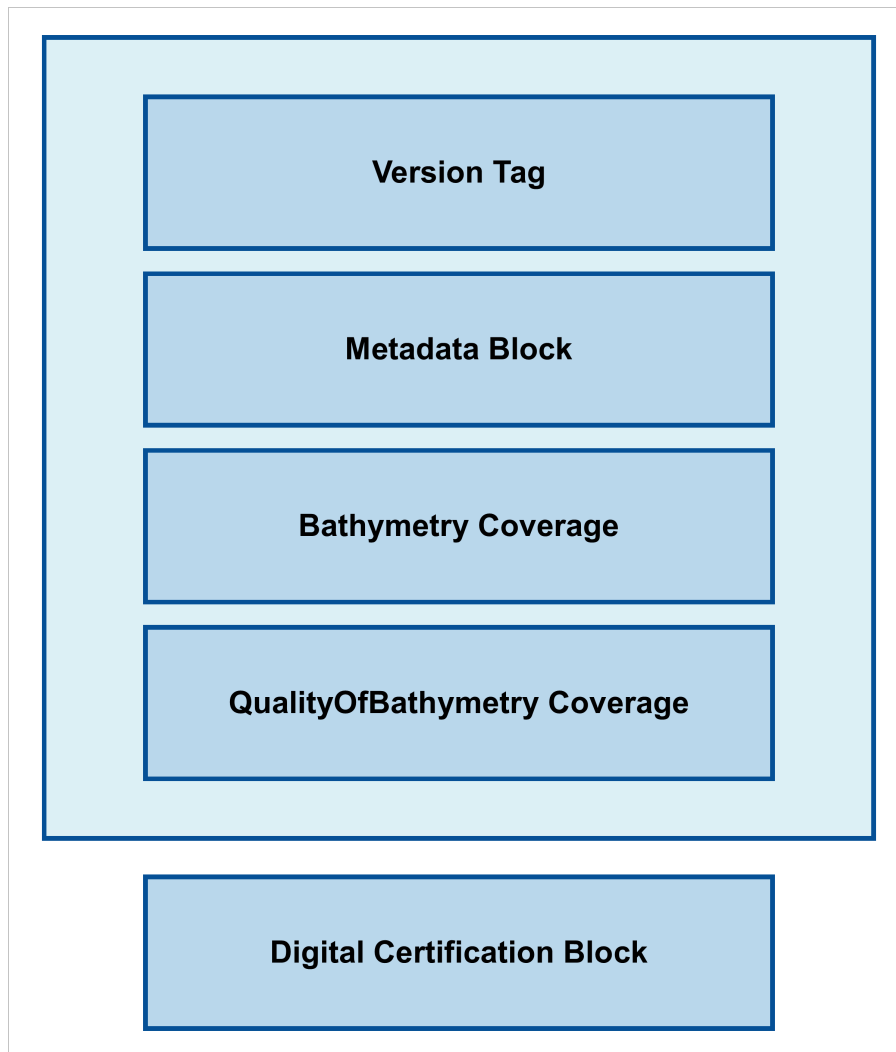 Version Tag
Metadata Block
Bathymetry Coverage
QualityOfBathymetry Coverage
Digital Certification Block